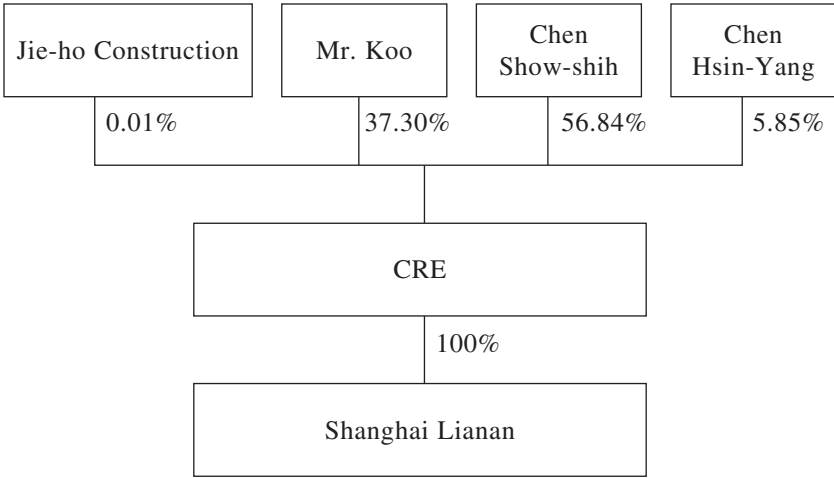 Jie-ho Construction
Mr. Koo
Chen
Show-shih
Chen
Hsin-Yang
0.01%
37.30%
56.84%
5.85%
CRE
100%
Shanghai Lianan